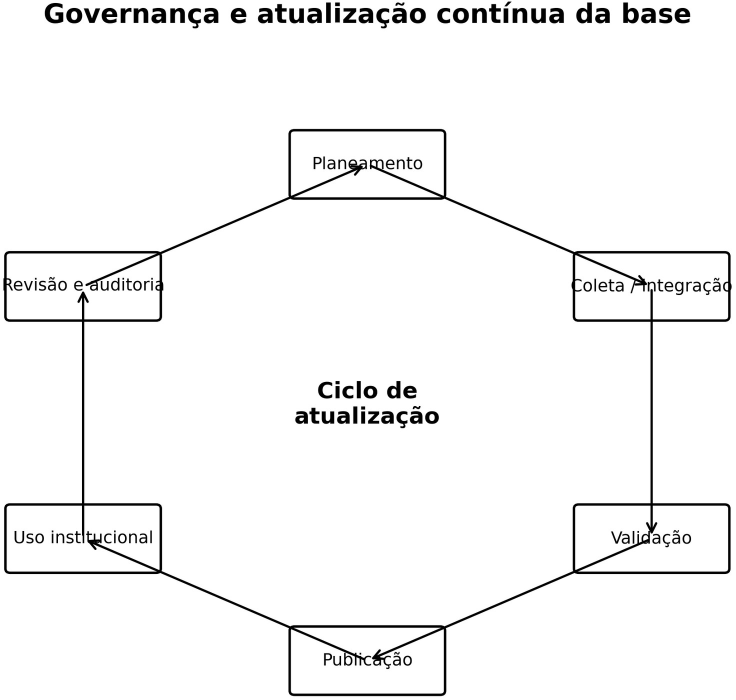 Governança e atualização contínua da base
Planeamento
Revisão e auditoria
Coleta / Integração
Ciclo de
atualização
Uso institucional
Validação
Publicação